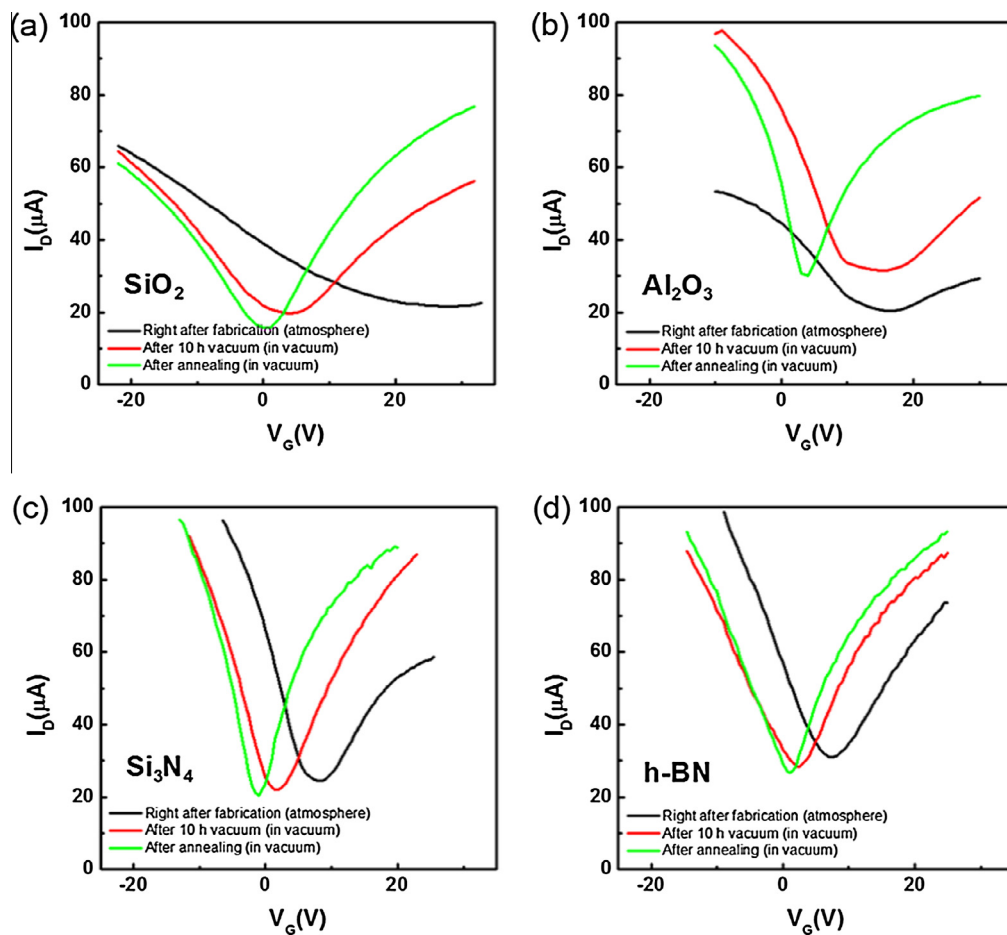 (a)
100
80
60
40
20
0
I_D(μA)
SiO₂
Right after fabrication (atmosphere)
After 10 h vacuum (in vacuum)
After annealing (in vacuum)
-20
0
20
V_G(V)
(b)
100
80
60
40
20
0
I_D(μA)
Al₂O₃
Right after fabrication (atmosphere)
After 10 h vacuum (in vacuum)
After annealing (in vacuum)
-20
0
20
V_G(V)
(c)
100
80
60
40
20
0
I_D(μA)
Si₃N₄
Right after fabrication (atmosphere)
After 10 h vacuum (in vacuum)
After annealing (in vacuum)
-20
0
20
V_G(V)
(d)
100
80
60
40
20
0
I_D(μA)
h-BN
Right after fabrication (atmosphere)
After 10 h vacuum (in vacuum)
After annealing (in vacuum)
-20
0
20
V_G(V)